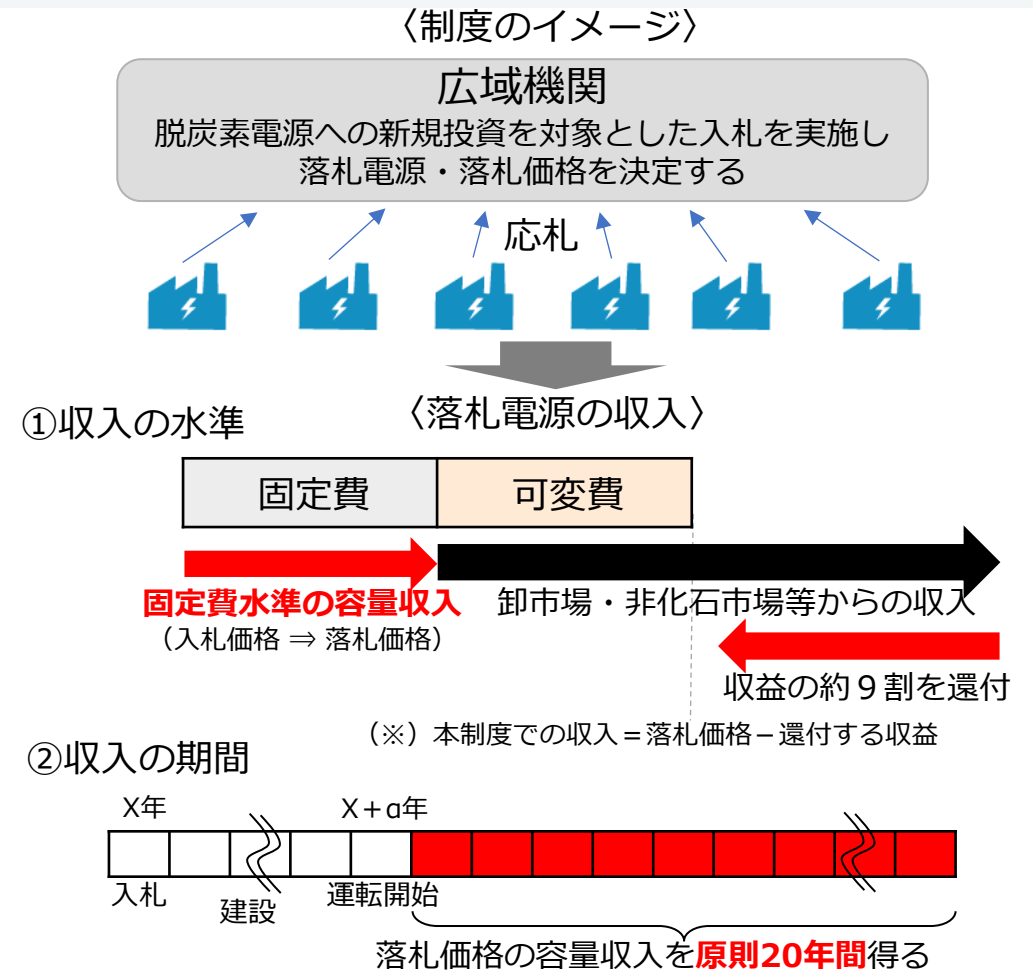 〈制度のイメージ〉
広域機関
脱炭素電源への新規投資を対象とした入札を実施し
落札電源・落札価格を決定する
応札
〈落札電源の収入〉
①収入の水準
固定費
可変費
固定費水準の容量収入
（入札価格 ⇒ 落札価格）
卸市場・非化石市場等からの収入
収益の約９割を還付
（※）本制度での収入＝落札価格－還付する収益
②収入の期間
X年
X＋α年
入札
建設
運転開始
落札価格の容量収入を原則20年間得る